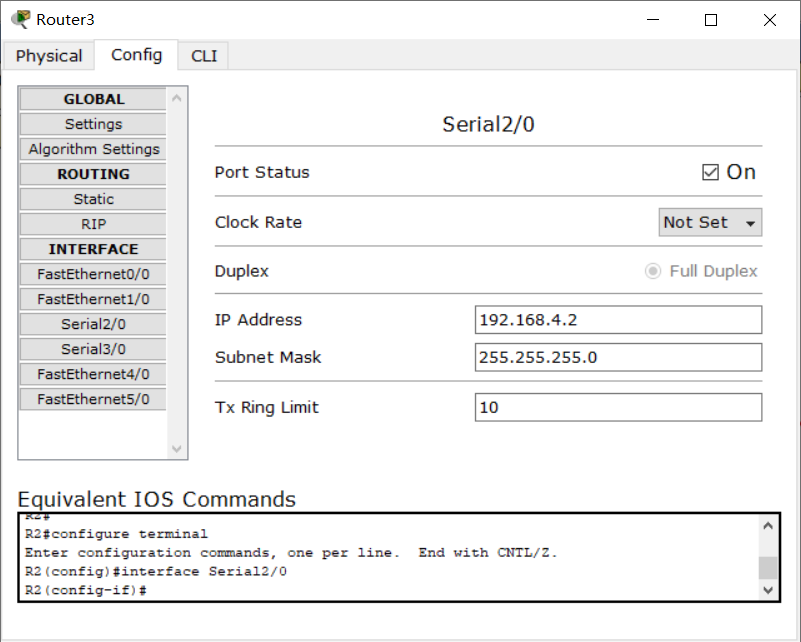 Router3
Physical Config CLI
GLOBAL
Settings
Algorithm Settings
ROUTING
Static
RIP
INTERFACE
FastEthernet0/0
FastEthernet1/0
Serial2/0
Serial3/0
FastEthernet4/0
FastEthernet5/0
Serial2/0
Port Status On
Clock Rate Not Set
Duplex Full Duplex
IP Address 192.168.4.2
Subnet Mask 255.255.255.0
Tx Ring Limit 10
Equivalent IOS Commands
R2#
R2#configure terminal
Enter configuration commands, one per line. End with CNTL/Z.
R2(config)#interface Serial2/0
R2(config-if)#